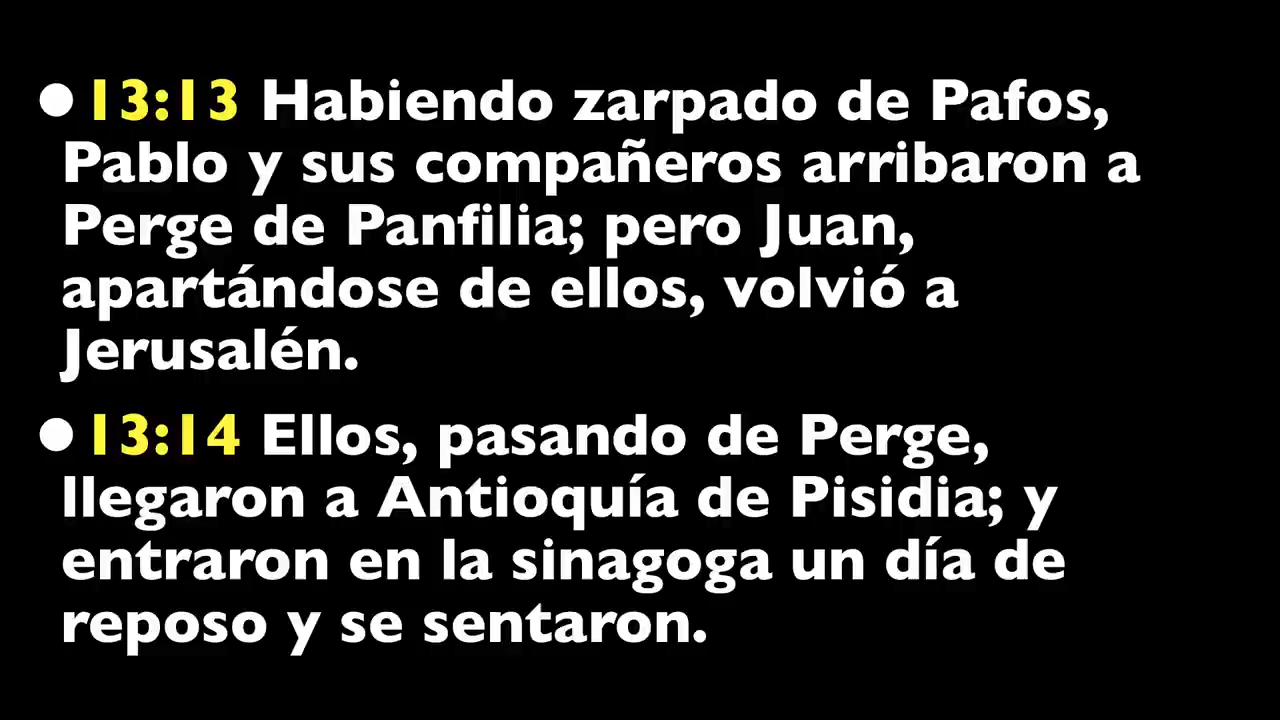 •13:13 Habiendo zarpado de Pafos,
Pablo y sus compañeros arribaron a
Perge de Panfilia; pero Juan,
apartándose de ellos, volvió a
Jerusalén.
•13:14 Ellos, pasando de Perge,
llegaron a Antioquía de Pisidia; y
entraron en la sinagoga un día de
reposo y se sentaron.